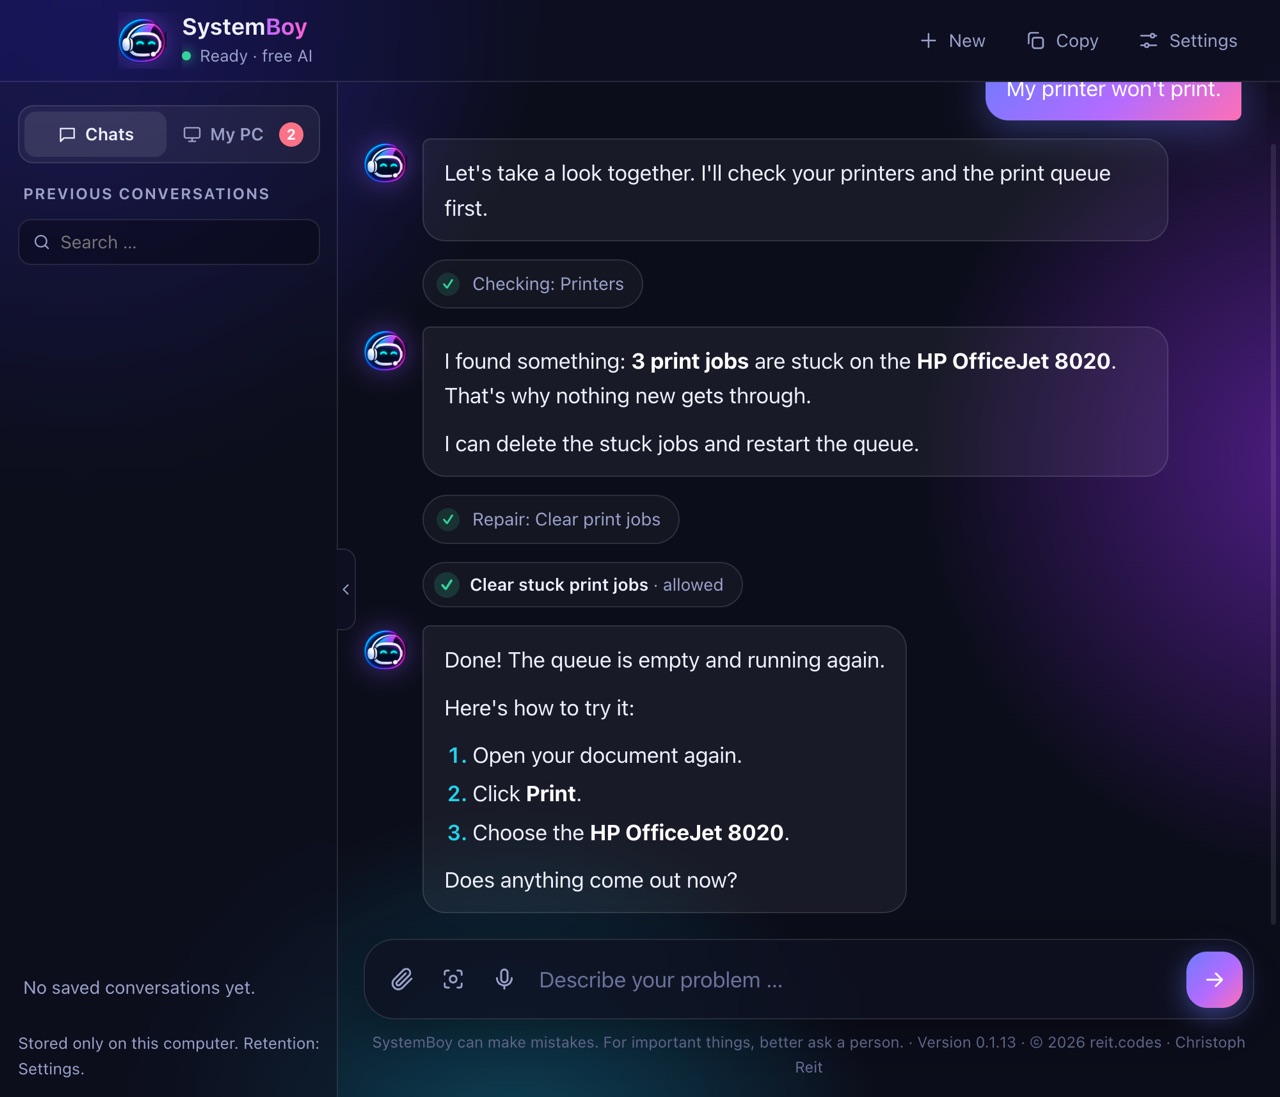 SystemBoy
Ready · free AI
New
Copy
Settings
Chats
My PC
2
PREVIOUS CONVERSATIONS
Search ...
No saved conversations yet.
Stored only on this computer. Retention:
Settings.
My printer won't print.
Let's take a look together. I'll check your printers and the print queue
first.
Checking: Printers
I found something: 3 print jobs are stuck on the HP OfficeJet 8020.
That's why nothing new gets through.
I can delete the stuck jobs and restart the queue.
Repair: Clear print jobs
Clear stuck print jobs · allowed
Done! The queue is empty and running again.
Here's how to try it:
1. Open your document again.
2. Click Print.
3. Choose the HP OfficeJet 8020.
Does anything come out now?
Describe your problem ...
SystemBoy can make mistakes. For important things, better ask a person. · Version 0.1.13 · © 2026 reit.codes · Christoph
Reit